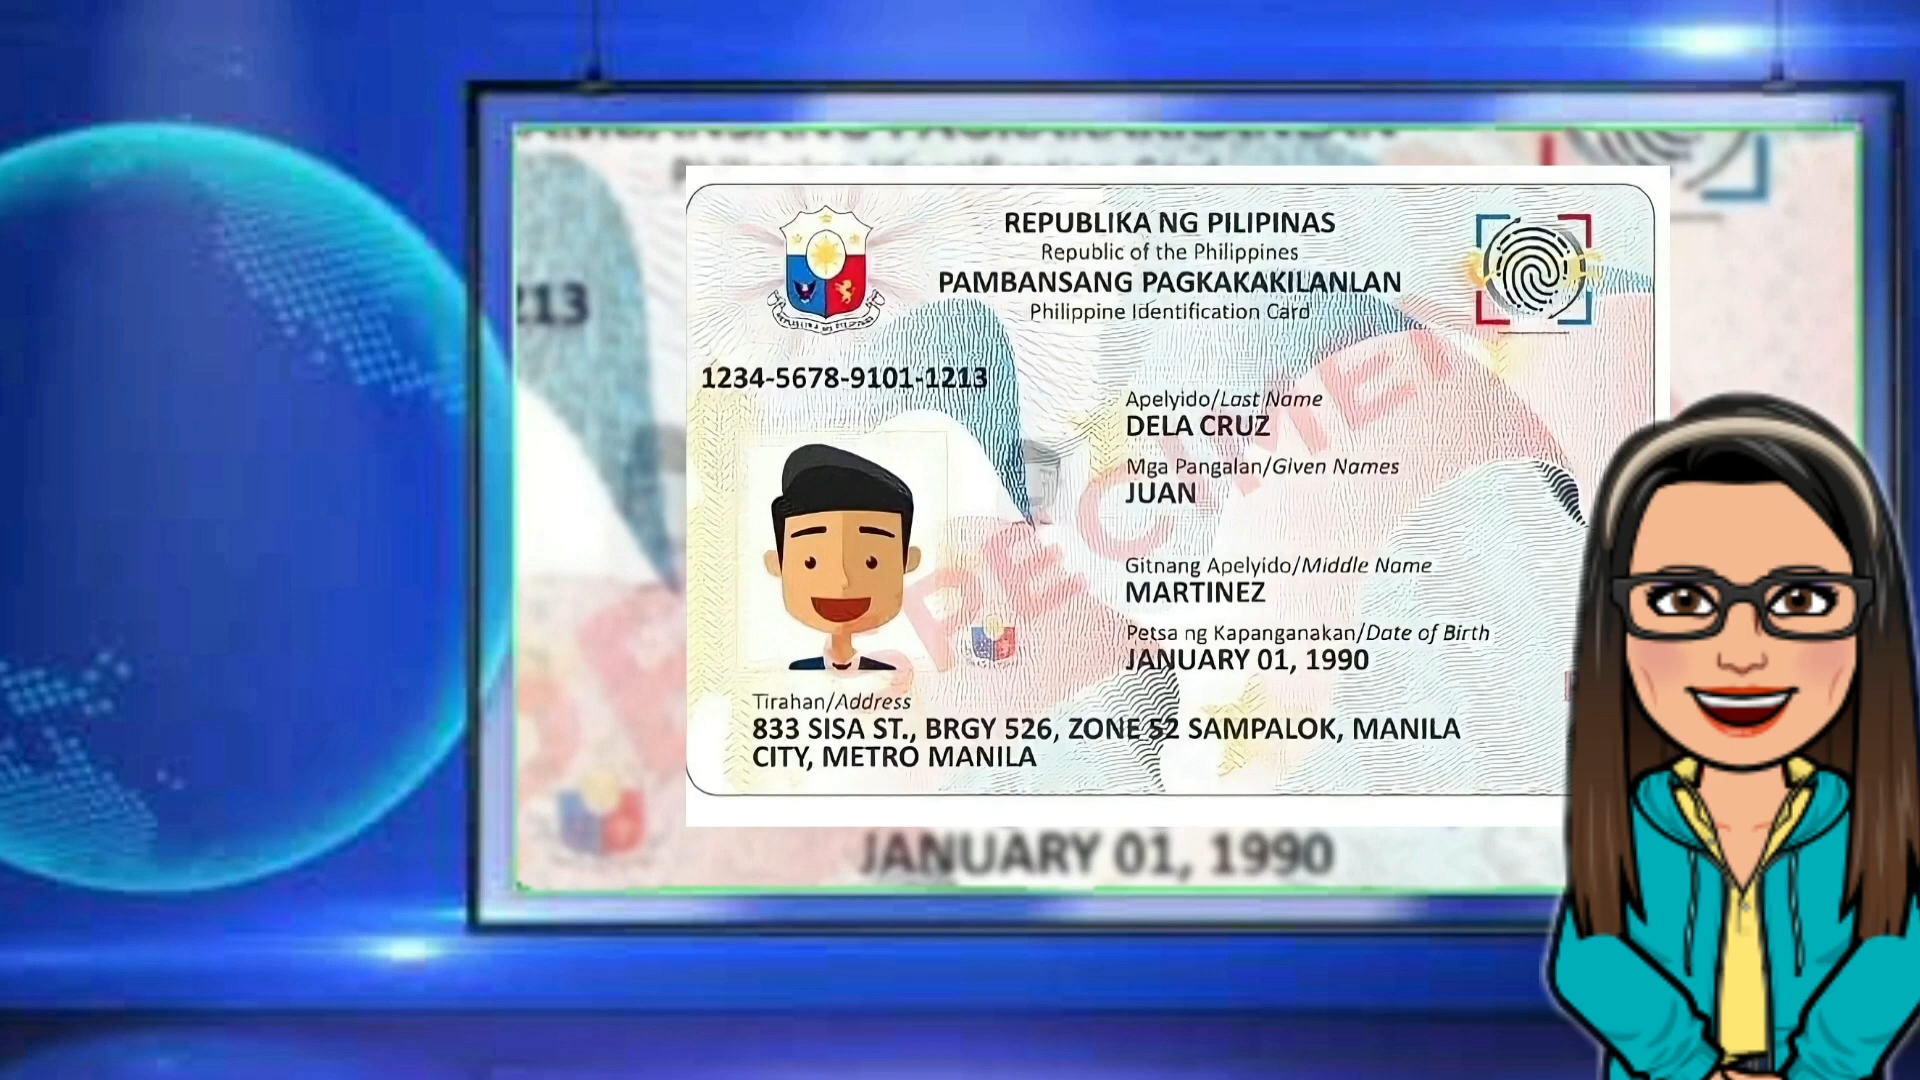 REPUBLIKA NG PILIPINAS
Republic of the Philippines
PAMBANSANG PAGKAKAKILANLAN
Philippine Identification Card
1234-5678-9101-1213
Apelyido/Last Name
DELA CRUZ
Mga Pangalan/Given Names
JUAN
Gitnang Apelyido/Middle Name
MARTINEZ
Petsa ng Kapanganakan/Date of Birth
JANUARY 01, 1990
Tirahan/Address
833 SISA ST., BRGY 526, ZONE 52 SAMPALOK, MANILA
CITY, METRO MANILA
SPECIMEN
213
JANUARY 01, 1990